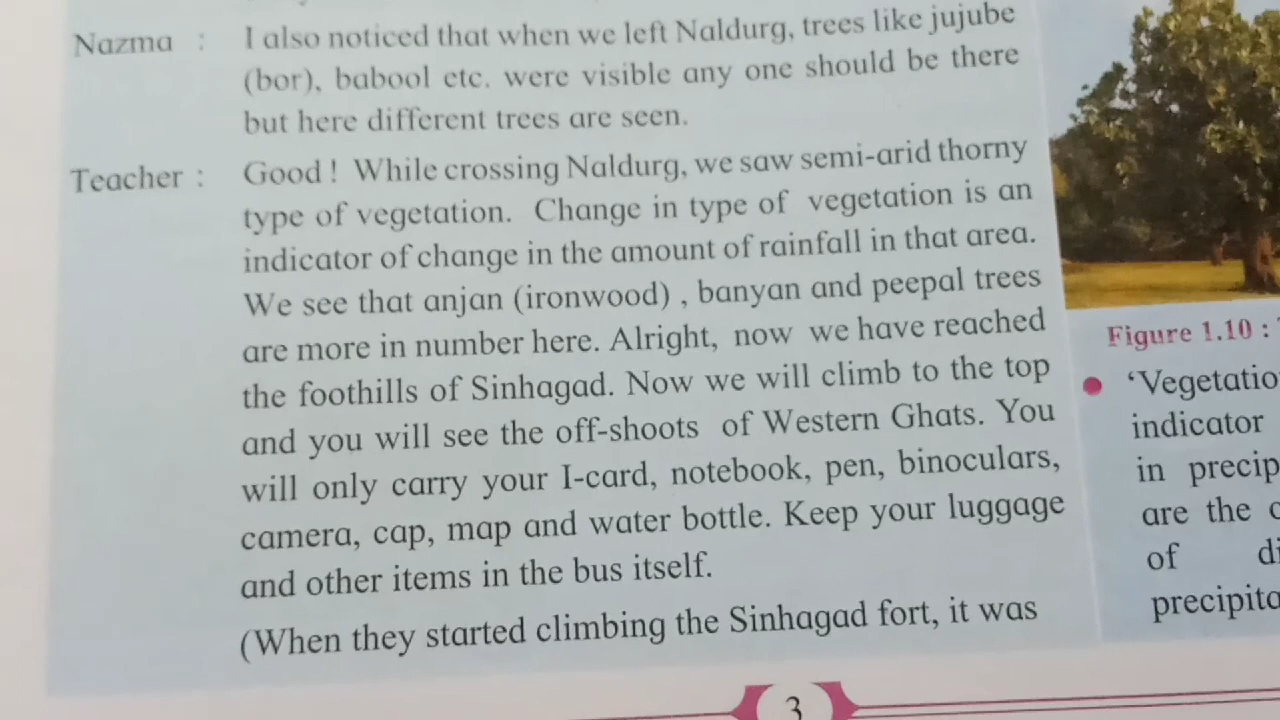 Nazma : I also noticed that when we left Naldurg, trees like jujube
(bor), babool etc. were visible any one should be there
but here different trees are seen.
Teacher : Good ! While crossing Naldurg, we saw semi-arid thorny
type of vegetation. Change in type of vegetation is an
indicator of change in the amount of rainfall in that area.
We see that anjan (ironwood) , banyan and peepal trees
are more in number here. Alright, now we have reached
the foothills of Sinhagad. Now we will climb to the top
and you will see the off-shoots of Western Ghats. You
will only carry your I-card, notebook, pen, binoculars,
camera, cap, map and water bottle. Keep your luggage
and other items in the bus itself.
(When they started climbing the Sinhagad fort, it was
Figure 1.10 :
• ‘Vegetatio
indicator
in precip
are the
of di
precipita
3